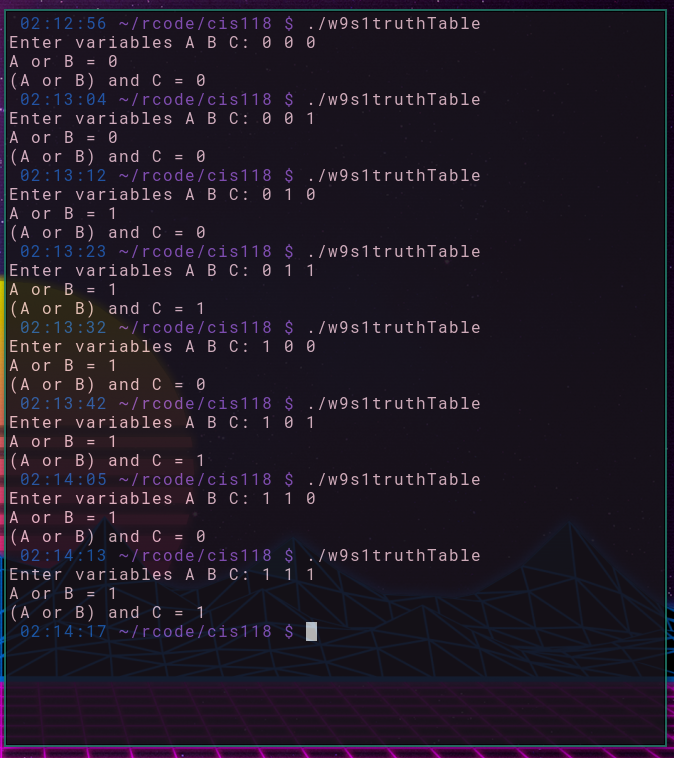 02:12:56 ~/rcode/cis118 $ ./w9s1truthTable
Enter variables A B C: 0 0 0
A or B = 0
(A or B) and C = 0
02:13:04 ~/rcode/cis118 $ ./w9s1truthTable
Enter variables A B C: 0 0 1
A or B = 0
(A or B) and C = 0
02:13:12 ~/rcode/cis118 $ ./w9s1truthTable
Enter variables A B C: 0 1 0
A or B = 1
(A or B) and C = 0
02:13:23 ~/rcode/cis118 $ ./w9s1truthTable
Enter variables A B C: 0 1 1
A or B = 1
(A or B) and C = 1
02:13:32 ~/rcode/cis118 $ ./w9s1truthTable
Enter variables A B C: 1 0 0
A or B = 1
(A or B) and C = 0
02:13:42 ~/rcode/cis118 $ ./w9s1truthTable
Enter variables A B C: 1 0 1
A or B = 1
(A or B) and C = 1
02:14:05 ~/rcode/cis118 $ ./w9s1truthTable
Enter variables A B C: 1 1 0
A or B = 1
(A or B) and C = 0
02:14:13 ~/rcode/cis118 $ ./w9s1truthTable
Enter variables A B C: 1 1 1
A or B = 1
(A or B) and C = 1
02:14:17 ~/rcode/cis118 $